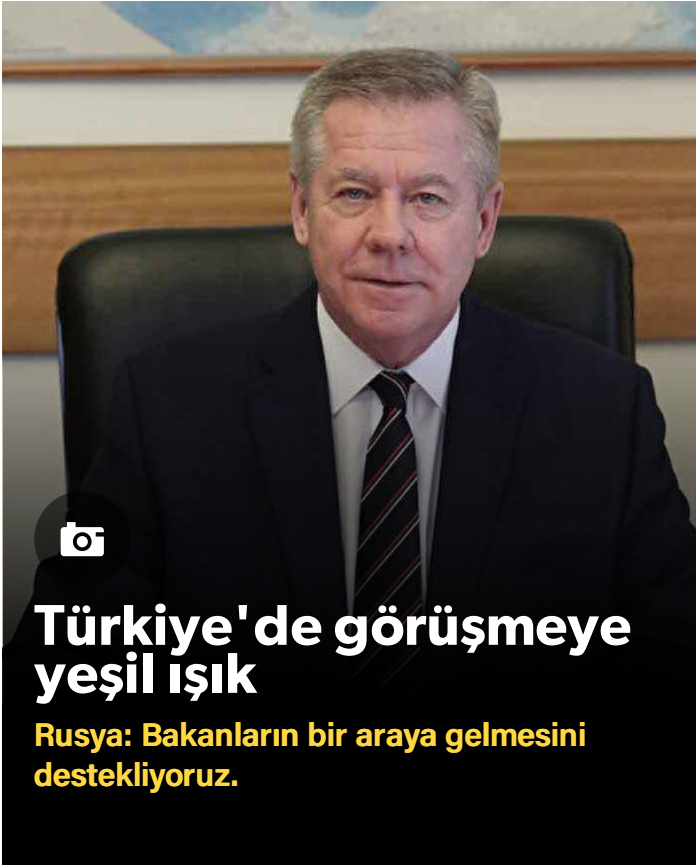 Türkiye'de görüşmeye
yeşil ışık
Rusya: Bakanların bir araya gelmesini
destekliyoruz.